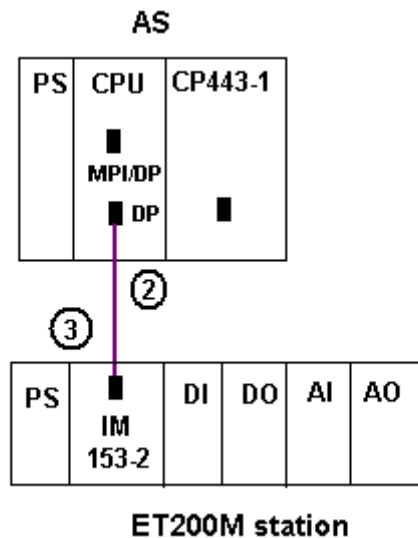 AS
PS CPU CP443-1
MPI/DP
DP
2
3
PS IM 153-2 DI DO AI AO
ET200M station